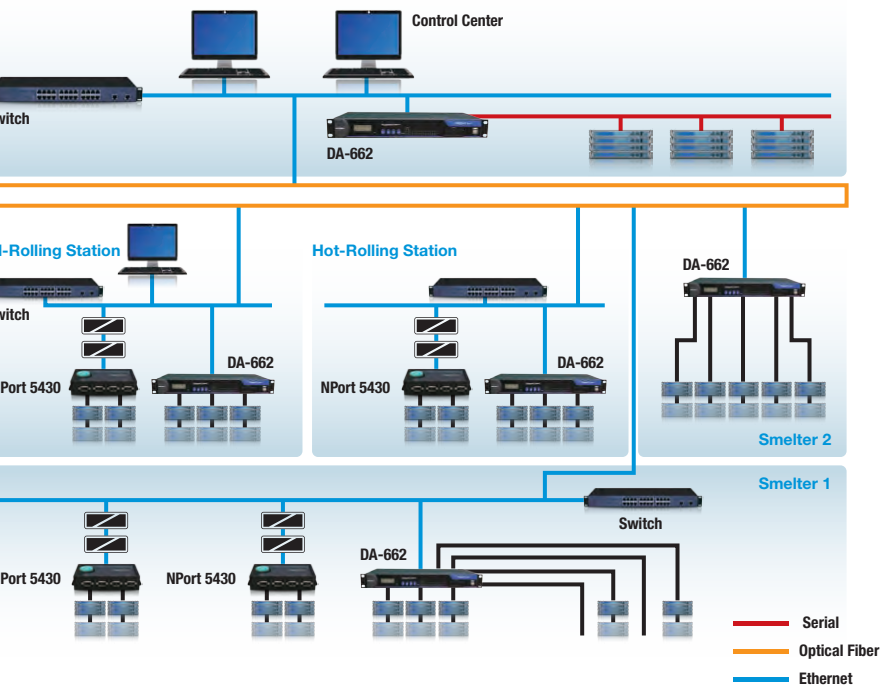 Control Center
witch
DA-662
l-Rolling Station
Hot-Rolling Station
DA-662
witch
DA-662
DA-662
Port 5430
NPort 5430
Smelter 2
Smelter 1
Switch
DA-662
Port 5430
NPort 5430
Serial
Optical Fiber
Ethernet